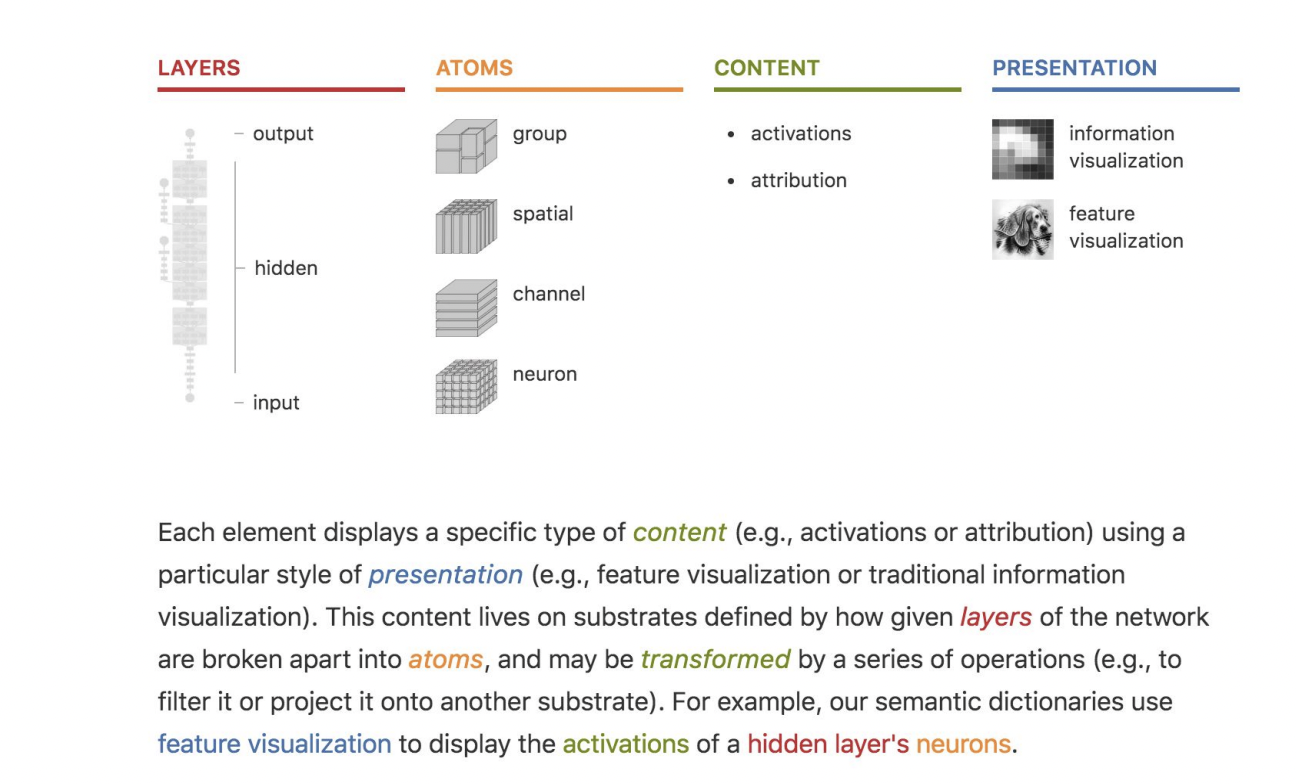 LAYERS
ATOMS
CONTENT
PRESENTATION
output
hidden
input
group
spatial
channel
neuron
• activations
• attribution
information
visualization
feature
visualization
Each element displays a specific type of content (e.g., activations or attribution) using a
particular style of presentation (e.g., feature visualization or traditional information
visualization). This content lives on substrates defined by how given layers of the network
are broken apart into atoms, and may be transformed by a series of operations (e.g., to
filter it or project it onto another substrate). For example, our semantic dictionaries use
feature visualization to display the activations of a hidden layer's neurons.